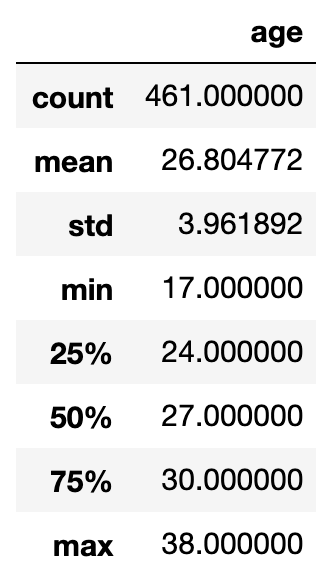 age
count 461.000000
mean 26.804772
std 3.961892
min 17.000000
25% 24.000000
50% 27.000000
75% 30.000000
max 38.000000